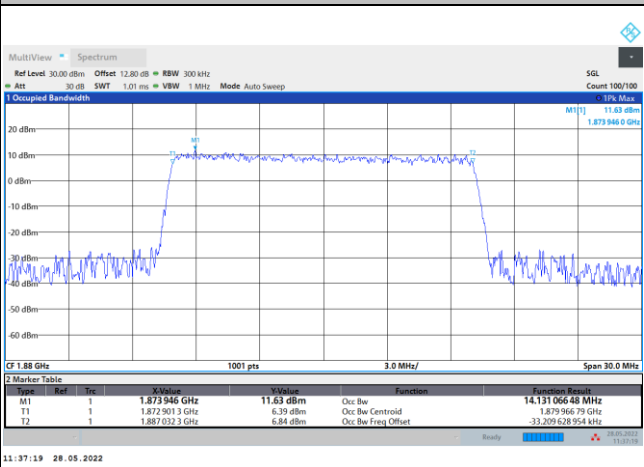 MultiView Spectrum
Ref Level 30.00 dBm Offset 12.80 dB RBW 300 kHz SGL
Att 30 dB SWT 1.01 ms VBW 1 MHz Mode Auto Sweep Count 100/100
1 Occupied Bandwidth 1Pk Max
M1[1] 11.63 dBm
1.873 946 0 GHz
20 dBm
M1
T1 T2
10 dBm
0 dBm
-10 dBm
-20 dBm
-30 dBm
-40 dBm
-50 dBm
-60 dBm
CF 1.88 GHz 1001 pts 3.0 MHz/ Span 30.0 MHz
2 Marker Table
Type Ref Trc X-Value Y-Value Function Function Result
M1 1 1.873946 GHz 11.63 dBm Occ Bw 14.131 066 48 MHz
T1 1 1.872 901 3 GHz 6.39 dBm Occ Bw Centroid 1.879 966 79 GHz
T2 1 1.887 032 3 GHz 6.84 dBm Occ Bw Freq Offset -33.209 628 954 kHz
Ready 28.05.2022
11:37:19
11:37:19 28.05.2022